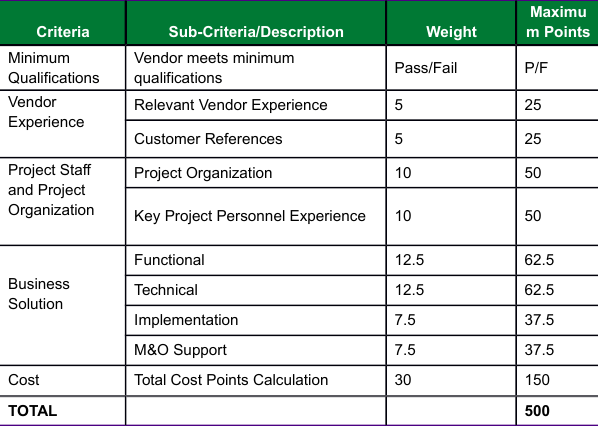 Criteria Sub-Criteria/Description Weight Maximu
m Points
Minimum
Qualifications Vendor meets minimum
qualifications Pass/Fail P/F
Vendor
Experience Relevant Vendor Experience 5 25
Customer References 5 25
Project Staff
and Project
Organization Project Organization 10 50
Key Project Personnel Experience 10 50
Business
Solution Functional 12.5 62.5
Technical 12.5 62.5
Implementation 7.5 37.5
M&O Support 7.5 37.5
Cost Total Cost Points Calculation 30 150
TOTAL 500